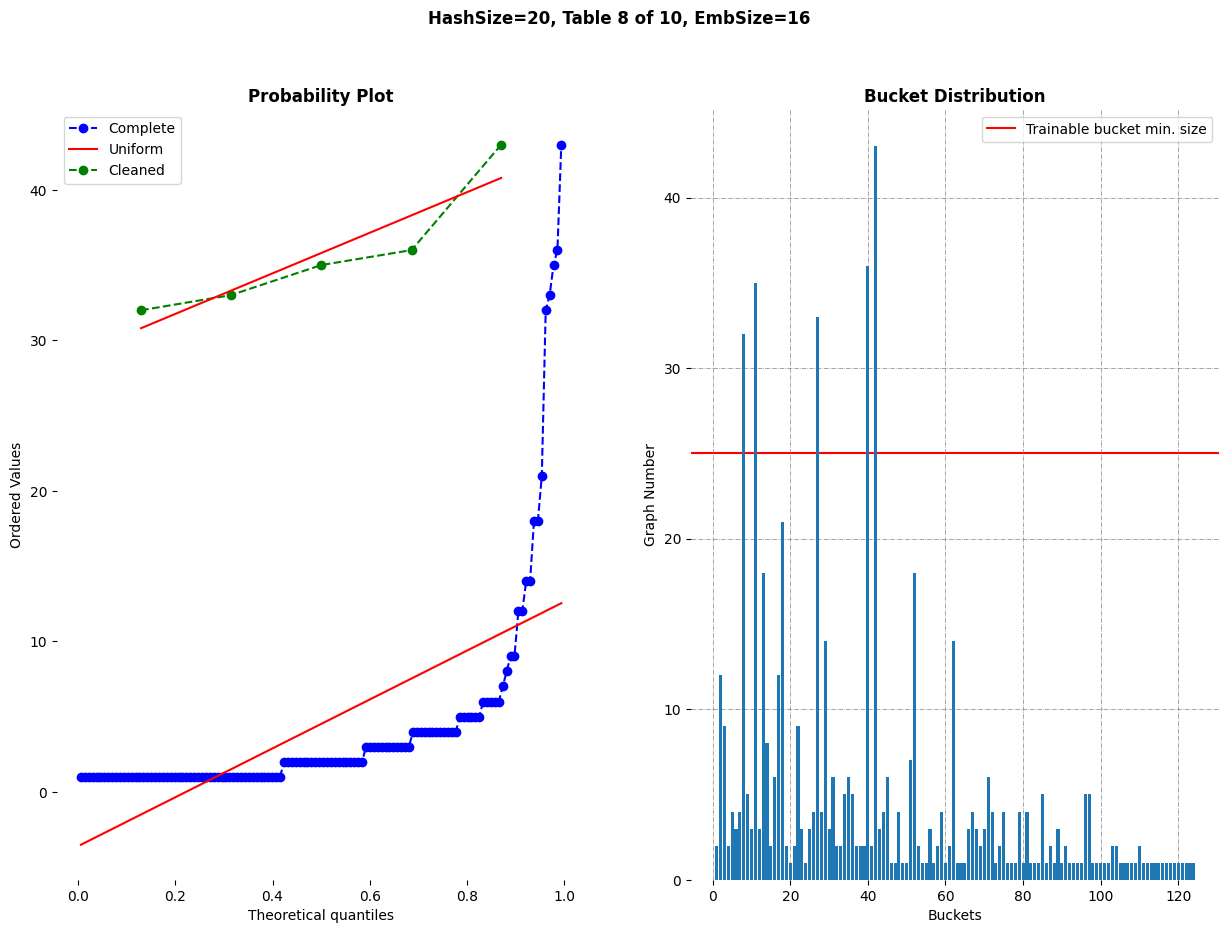 HashSize=20, Table 8 of 10, EmbSize=16
Probability Plot
Complete
Uniform
Cleaned
Ordered Values
40
30
20
10
0
0.0 0.2 0.4 0.6 0.8 1.0
Theoretical quantiles
Bucket Distribution
Trainable bucket min. size
Graph Number
40
30
20
10
0
0 20 40 60 80 100 120
Buckets